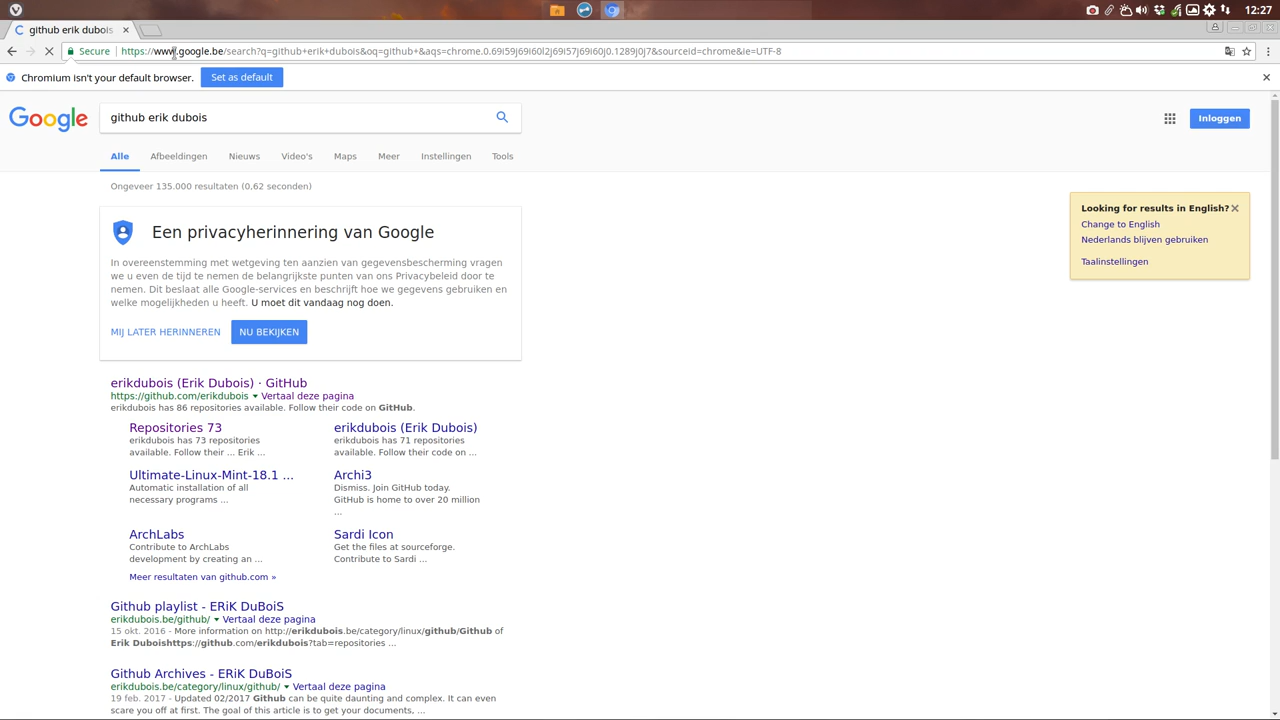 12:27
github erik dubois
Secure https://www.google.be/search?q=github+erik+dubois&oq=github+&aqs=chrome.0.69i59j69i60l2j69i57j69i60j0.1289j0j7&sourceid=chrome&ie=UTF-8
Chromium isn't your default browser. Set as default
Google github erik dubois
Inloggen
Alle Afbeeldingen Nieuws Video's Maps Meer Instellingen Tools
Ongeveer 135.000 resultaten (0,62 seconden)
Looking for results in English?
Change to English
Nederlands blijven gebruiken
Taalinstellingen
Een privacyherinnering van Google
In overeenstemming met wetgeving ten aanzien van gegevensbescherming vragen
we u even de tijd te nemen de belangrijkste punten van ons Privacybeleid door te
nemen. Dit beslaat alle Google-services en beschrijft hoe we gegevens gebruiken en
welke mogelijkheden u heeft. U moet dit vandaag nog doen.
MIJ LATER HERINNEREN NU BEKIJKEN
erikdubois (Erik Dubois) · GitHub
https://github.com/erikdubois Vertaal deze pagina
erikdubois has 86 repositories available. Follow their code on GitHub.
Repositories 73
erikdubois has 73 repositories
available. Follow their ... Erik ...
erikdubois (Erik Dubois)
erikdubois has 71 repositories
available. Follow their code on ...
Ultimate-Linux-Mint-18.1 ...
Automatic installation of all
necessary programs ...
Archi3
Dismiss. Join GitHub today.
GitHub is home to over 20 million
...
ArchLabs
Contribute to ArchLabs
development by creating an ...
Sardi Icon
Get the files at sourceforge.
Contribute to Sardi ...
Meer resultaten van github.com »
Github playlist - ERiK DuBoiS
erikdubois.be/github/ Vertaal deze pagina
15 okt. 2016 - More information on http://erikdubois.be/category/linux/github/Github of
Erik Duboishttps://github.com/erikdubois?tab=repositories ...
Github Archives - ERiK DuBoiS
erikdubois.be/category/linux/github/ Vertaal deze pagina
19 feb. 2017 - Updated 02/2017 Github can be quite daunting and complex. It can even
scare you off at first. The goal of this article is to get your documents, ...